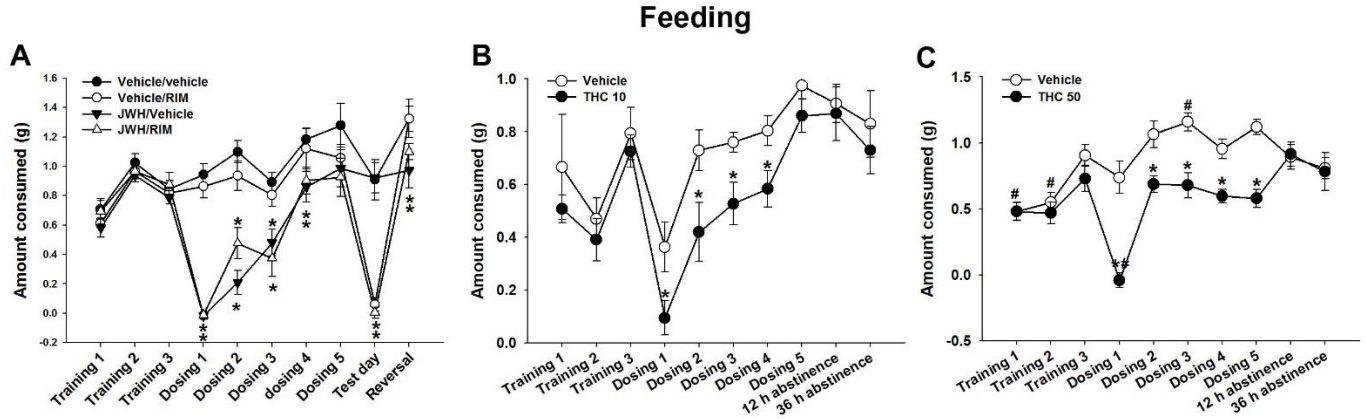 Feeding
A
Vehicle/vehicle
Vehicle/RIM
JWH/Vehicle
JWH/RIM
Amount consumed (g)
1.6
1.4
1.2
1.0
0.8
0.6
0.4
0.2
0.0
-0.2
*
*
*
*
*
*
*
*
*
*
*
*
*
*
Training 1
Training 2
Training 3
Dosing 1
Dosing 2
Dosing 3
dosing 4
Dosing 5
Test day
Reversal
B
Vehicle
THC 10
Amount consumed (g)
1.0
0.8
0.6
0.4
0.2
0.0
*
*
*
*
Training 1
Training 2
Training 3
Dosing 1
Dosing 2
Dosing 3
Dosing 4
Dosing 5
12 h abstinence
36 h abstinence
C
Vehicle
THC 50
Amount consumed (g)
1.5
1.0
0.5
0.0
-0.5
#
#
*#
*
#
*
*
*
Training 1
Training 2
Training 3
Dosing 1
Dosing 2
Dosing 3
Dosing 4
Dosing 5
12 h abstinence
36 h abstinence